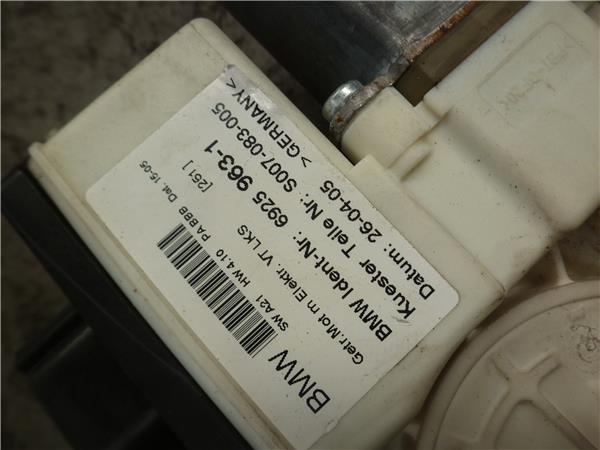 BMW
SW A21 HW 4.10 PA BBB Dat. 15-05
Getr.Mot m Elektr. VT LKS [251]
BMW Ident-Nr: 6925 963-1
Kuester Teile Nr: S007-083-005
Datum: 26-04-05 >GERMANY<